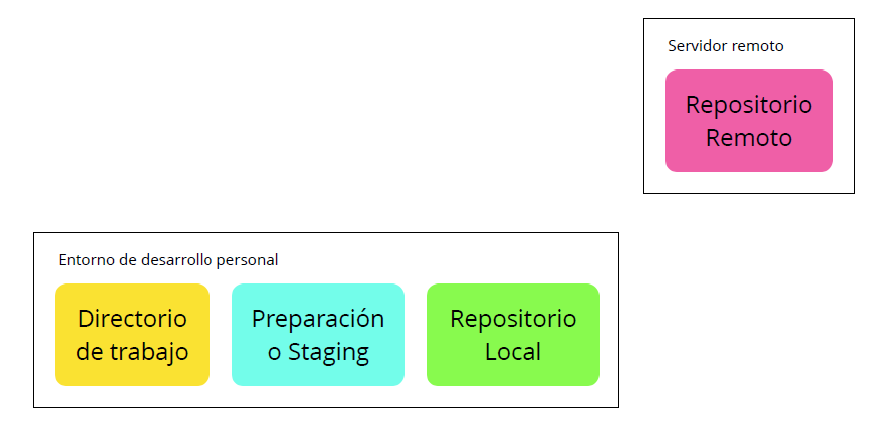 Servidor remoto
Repositorio
Remoto
Entorno de desarrollo personal
Directorio
de trabajo
Preparación
o Staging
Repositorio
Local